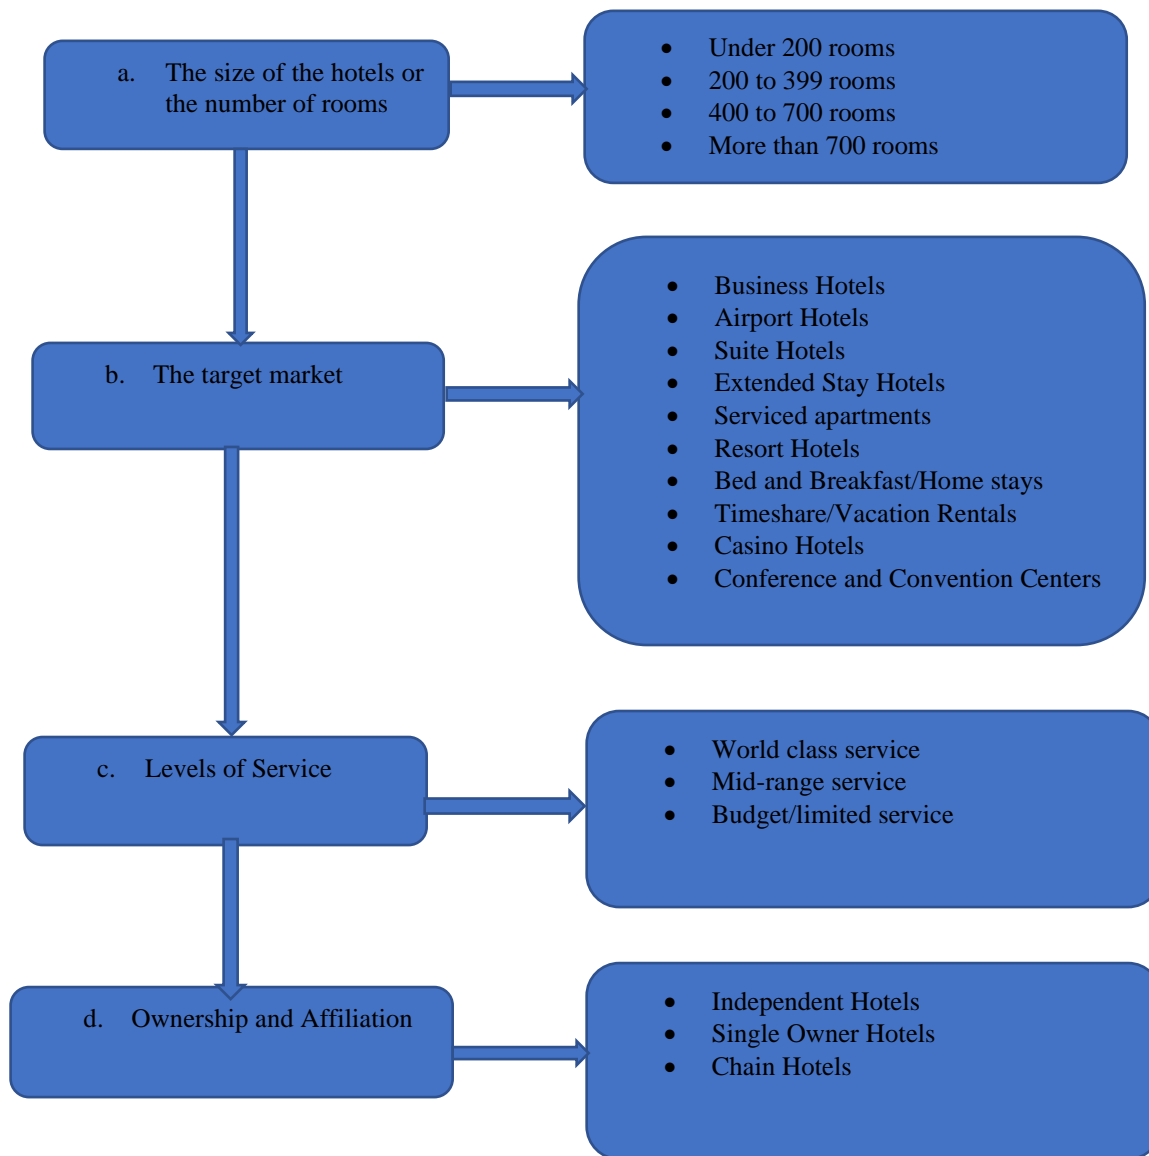 a. The size of the hotels or
the number of rooms
• Under 200 rooms
• 200 to 399 rooms
• 400 to 700 rooms
• More than 700 rooms
b. The target market
• Business Hotels
• Airport Hotels
• Suite Hotels
• Extended Stay Hotels
• Serviced apartments
• Resort Hotels
• Bed and Breakfast/Home stays
• Timeshare/Vacation Rentals
• Casino Hotels
• Conference and Convention Centers
c. Levels of Service
• World class service
• Mid-range service
• Budget/limited service
d. Ownership and Affiliation
• Independent Hotels
• Single Owner Hotels
• Chain Hotels